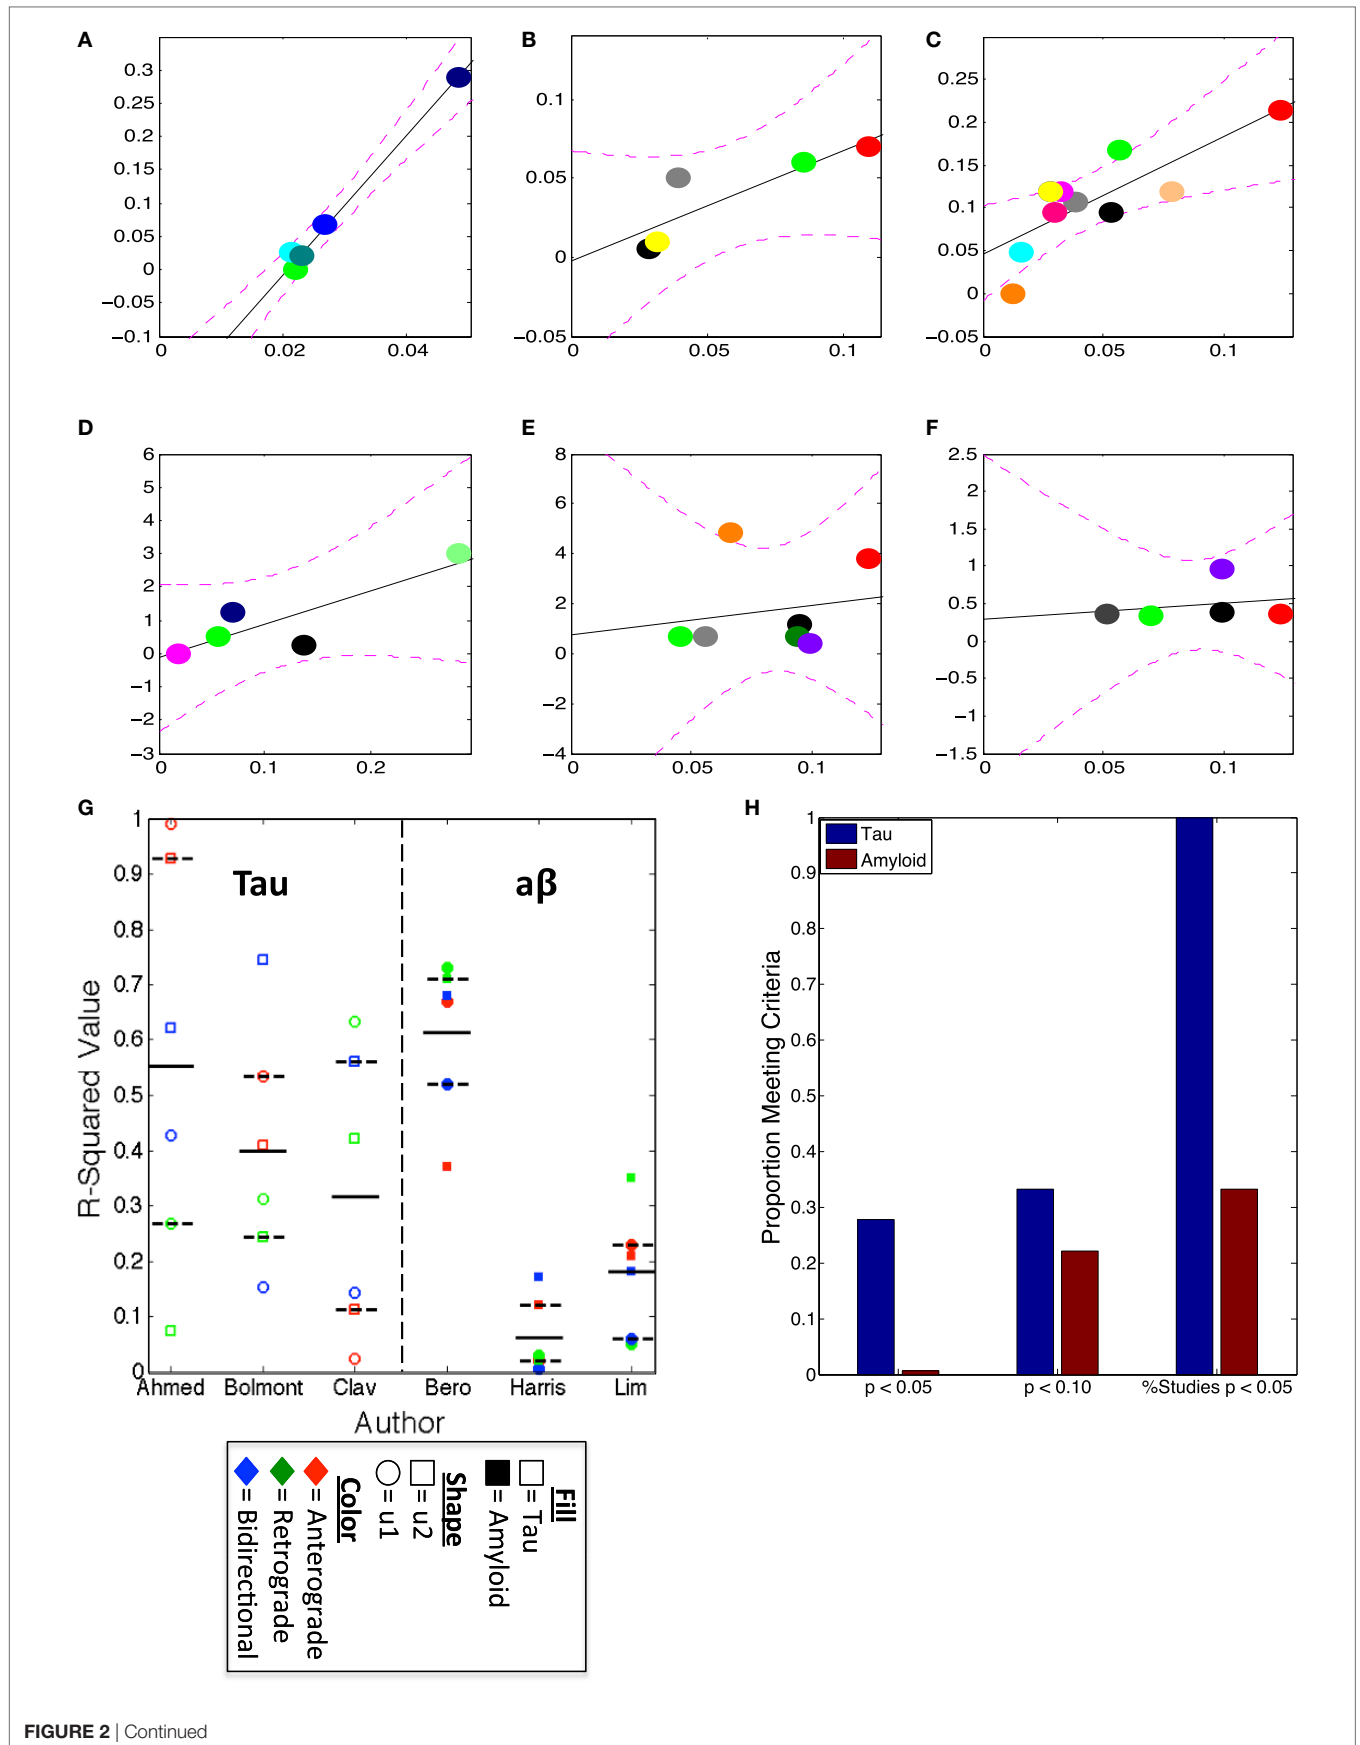 A
0.3
0.25
0.2
0.15
0.1
0.05
0
−0.05
−0.1
0
0.02
0.04
B
0.1
0.05
0
−0.05
0
0.05
0.1
C
0.25
0.2
0.15
0.1
0.05
0
−0.05
0
0.05
0.1
D
6
5
4
3
2
1
0
−1
−2
−3
0
0.1
0.2
E
8
6
4
2
0
−2
−4
0
0.05
0.1
F
2.5
2
1.5
1
0.5
0
−0.5
−1
−1.5
0
0.05
0.1
G
1
0.9
0.8
0.7
0.6
0.5
0.4
0.3
0.2
0.1
0
R-Squared Value
Tau
aβ
Ahmed
Bolmont
Clav
Bero
Harris
Lim
Author
Fill
= Tau
= Amyloid
Shape
= u2
= u1
Color
= Anterograde
= Retrograde
= Bidirectional
H
1
0.9
0.8
0.7
0.6
0.5
0.4
0.3
0.2
0.1
0
Proportion Meeting Criteria
Tau
Amyloid
p < 0.05
p < 0.10
%Studies p < 0.05
FIGURE 2 | Continued